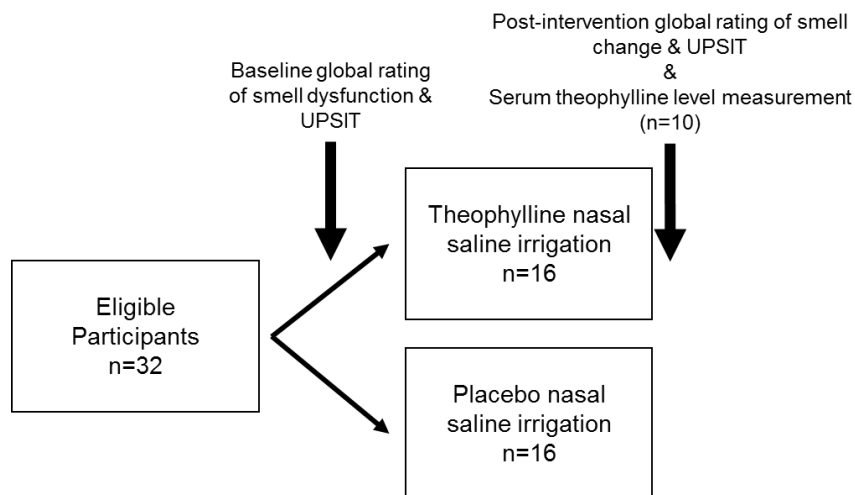 Post-intervention global rating of smell
change & UPSIT
&
Serum theophylline level measurement
(n=10)
Baseline global rating
of smell dysfunction &
UPSIT
Theophylline nasal
saline irrigation
n=16
Eligible
Participants
n=32
Placebo nasal
saline irrigation
n=16